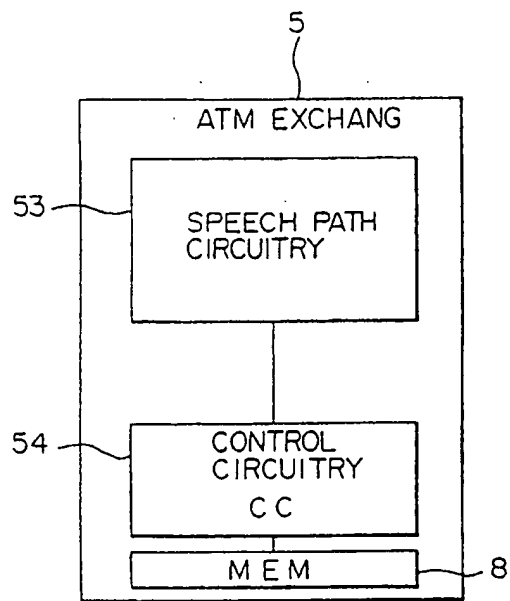 5
ATM EXCHANG
53
SPEECH PATH
CIRCUITRY
54
CONTROL
CIRCUITRY
CC
MEM
8